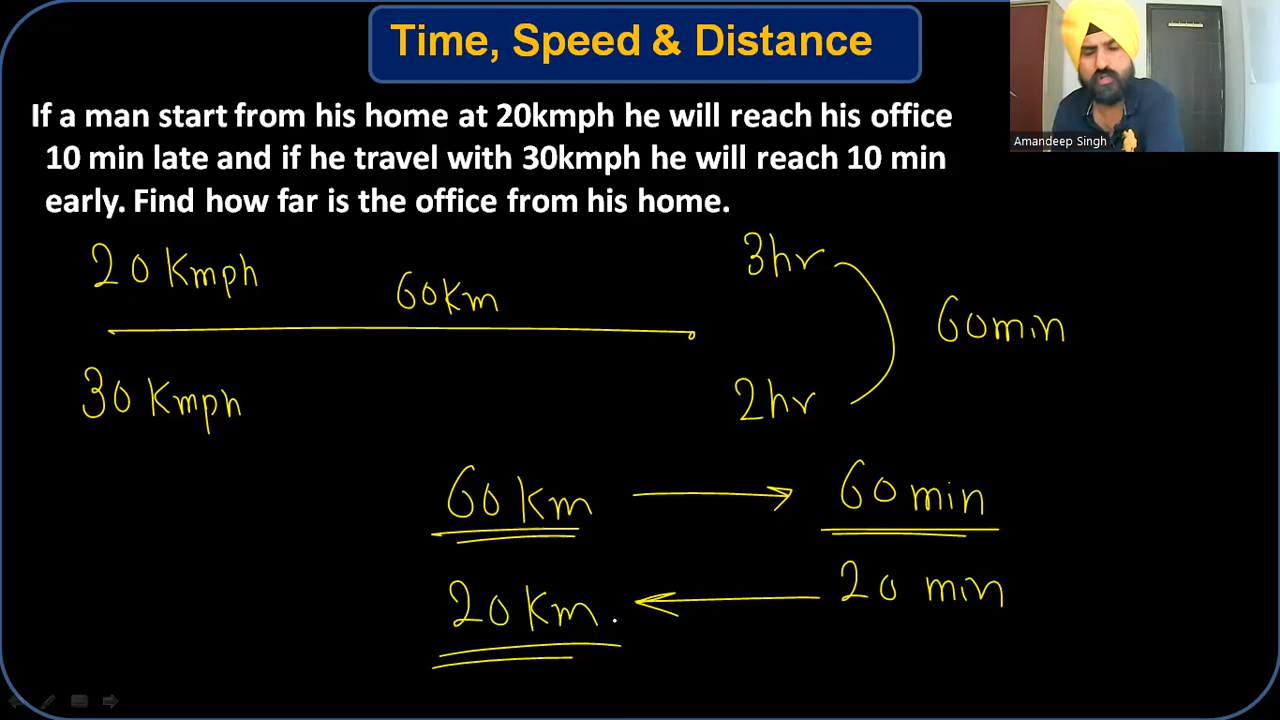 Time, Speed & Distance
If a man start from his home at 20kmph he will reach his office
10 min late and if he travel with 30kmph he will reach 10 min
early. Find how far is the office from his home.
Amandeep Singh
20 Kmph
60Km
3hr
60min
30 Kmph
2hr
60 Km
60 min
20 Km.
20 min